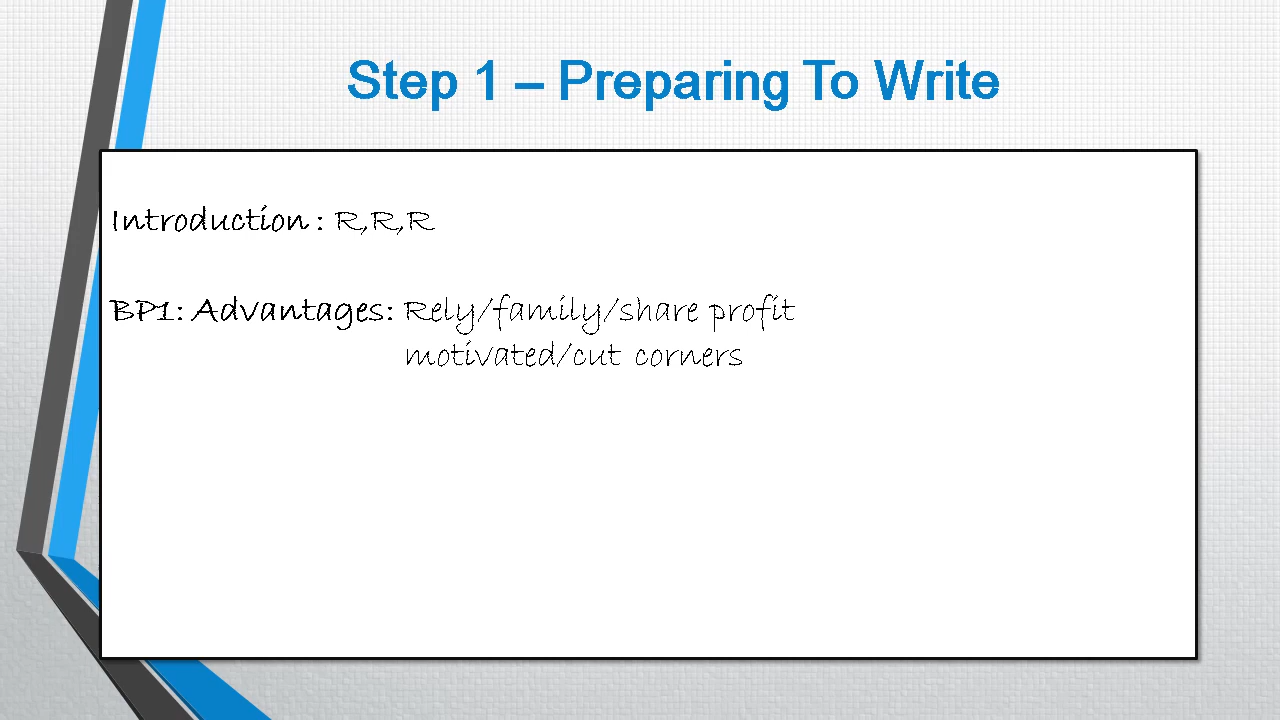 Step 1 – Preparing To Write
Introduction : R,R,R
BP1: Advantages: Rely/family/share profit
motivated/cut corners